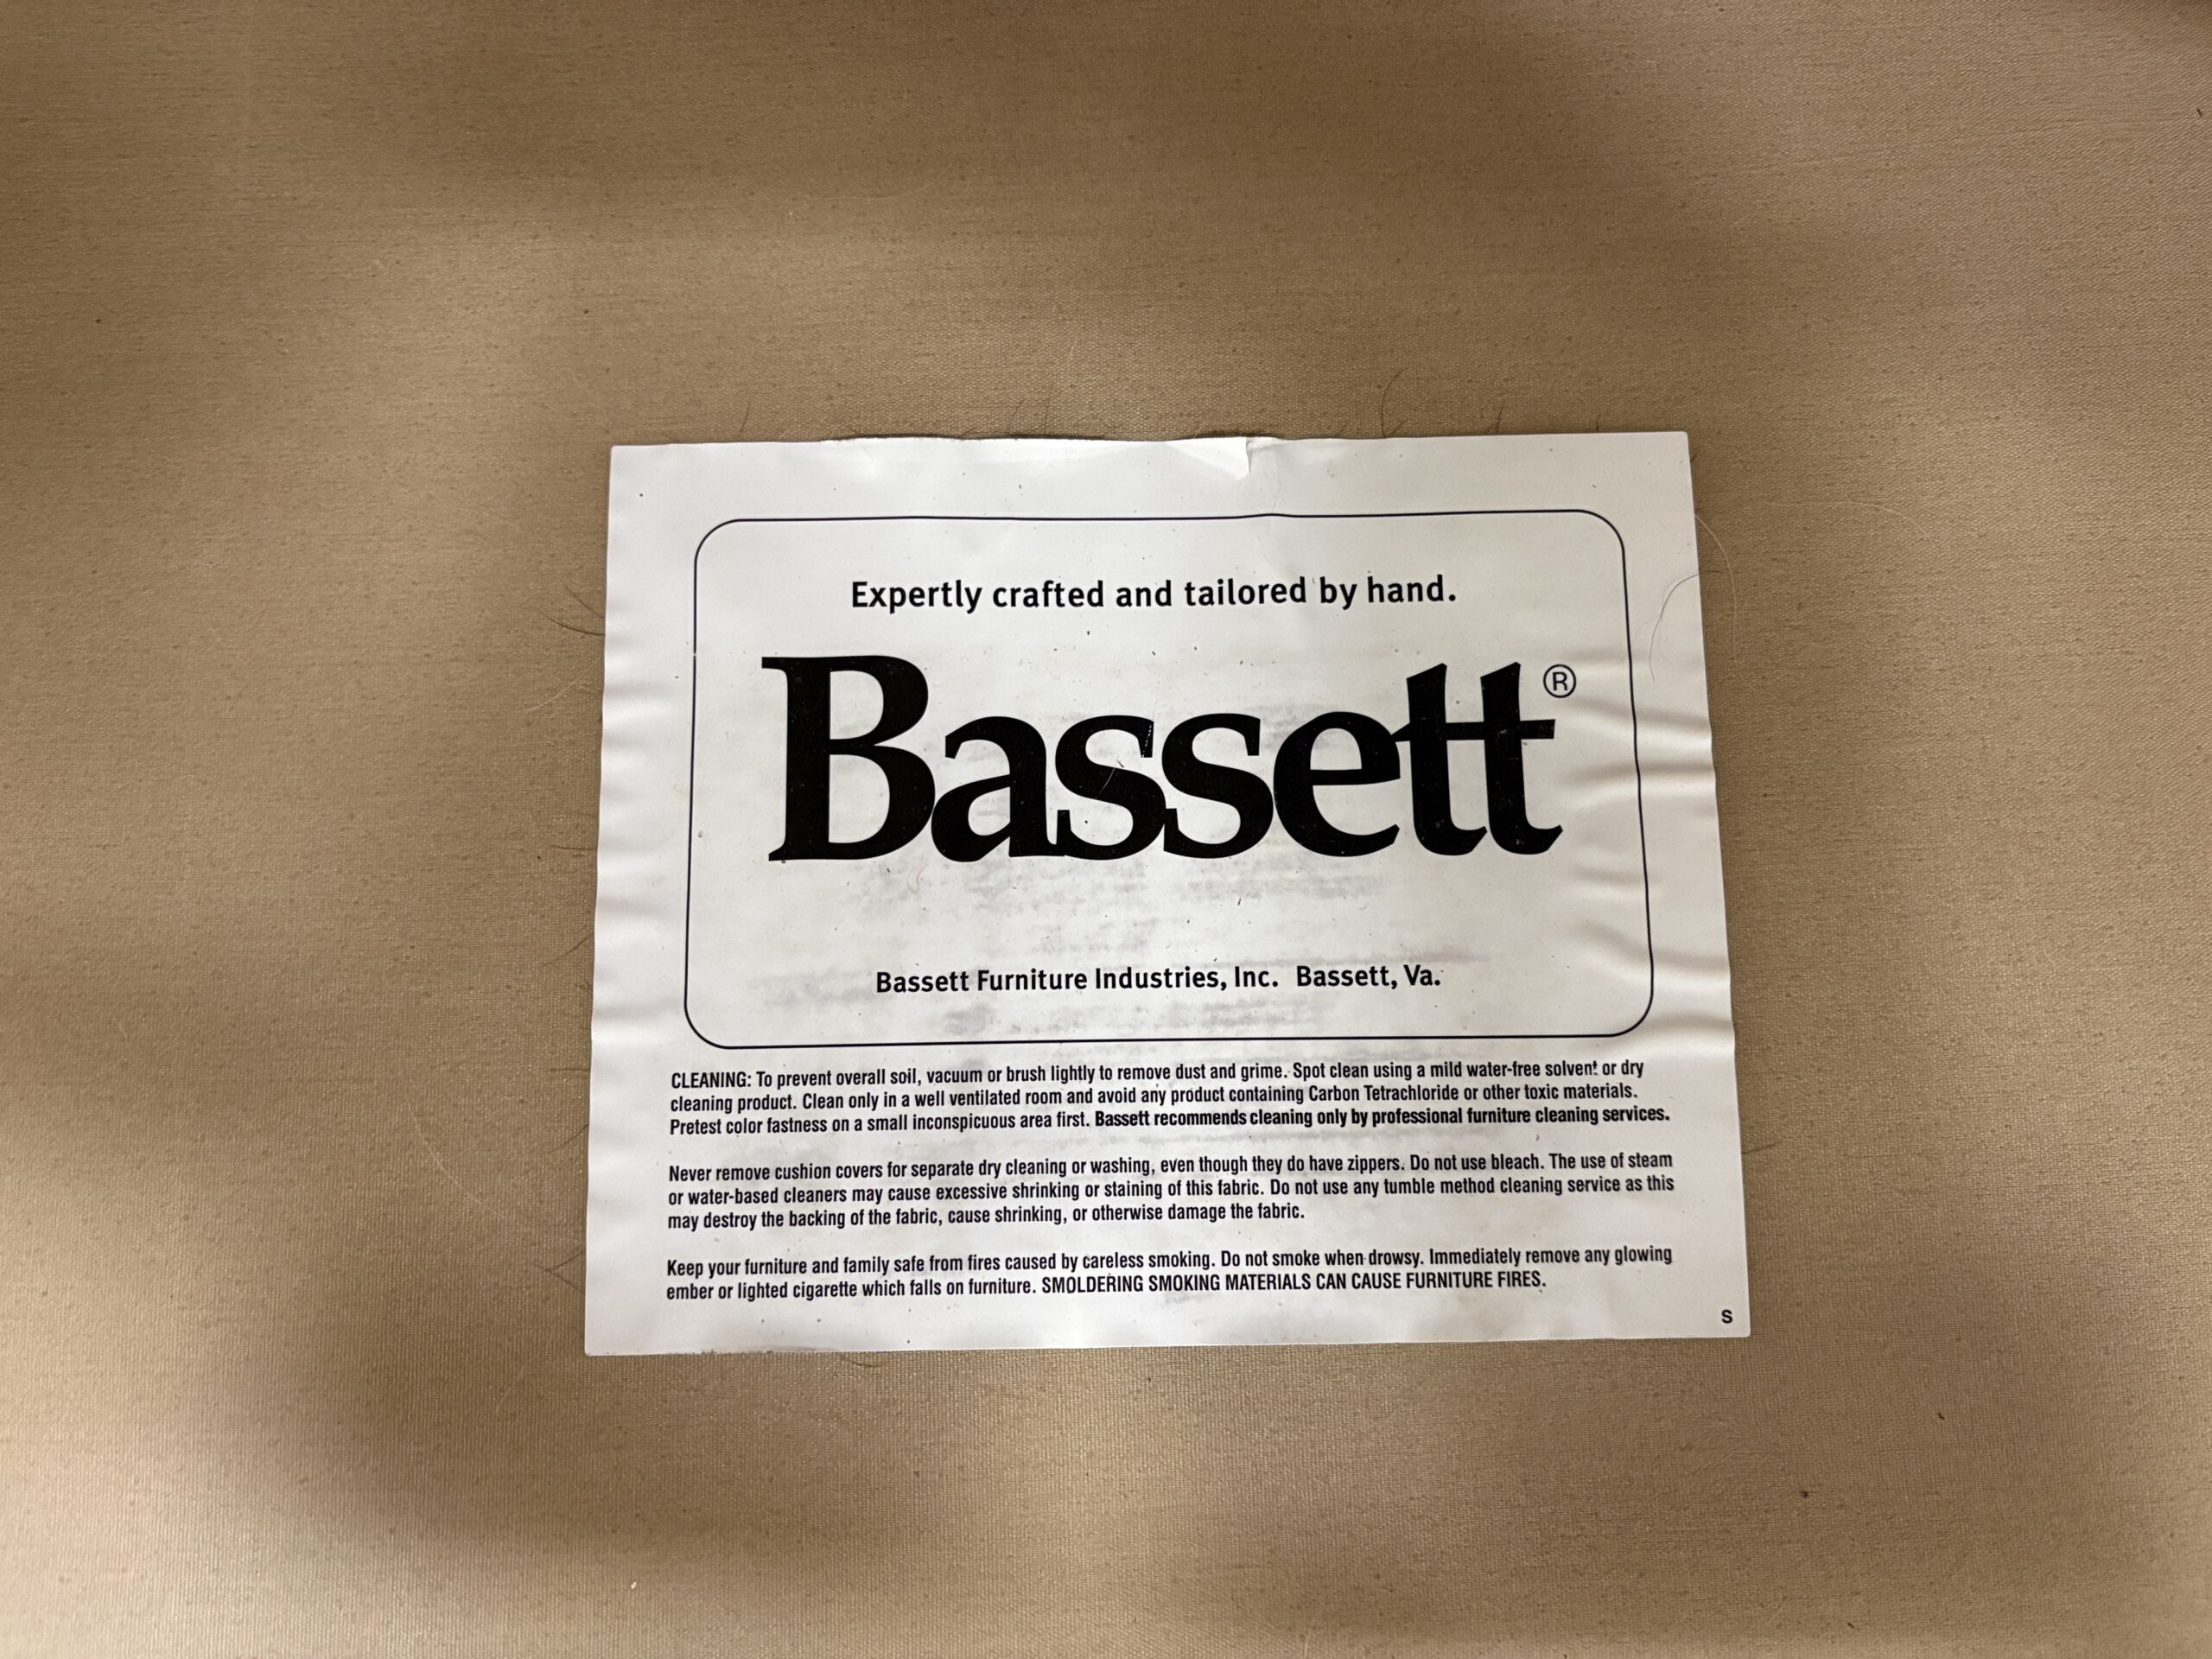 Expertly crafted and tailored by hand.
Bassett®
Bassett Furniture Industries, Inc. Bassett, Va.
CLEANING: To prevent overall soil, vacuum or brush lightly to remove dust and grime. Spot clean using a mild water-free solvent or dry
cleaning product. Clean only in a well ventilated room and avoid any product containing Carbon Tetrachloride or other toxic materials.
Pretest color fastness on a small inconspicuous area first. Bassett recommends cleaning only by professional furniture cleaning services.
Never remove cushion covers for separate dry cleaning or washing, even though they do have zippers. Do not use bleach. The use of steam
or water-based cleaners may cause excessive shrinking or staining of this fabric. Do not use any tumble method cleaning service as this
may destroy the backing of the fabric, cause shrinking, or otherwise damage the fabric.
Keep your furniture and family safe from fires caused by careless smoking. Do not smoke when drowsy. Immediately remove any glowing
ember or lighted cigarette which falls on furniture. SMOLDERING SMOKING MATERIALS CAN CAUSE FURNITURE FIRES.
S